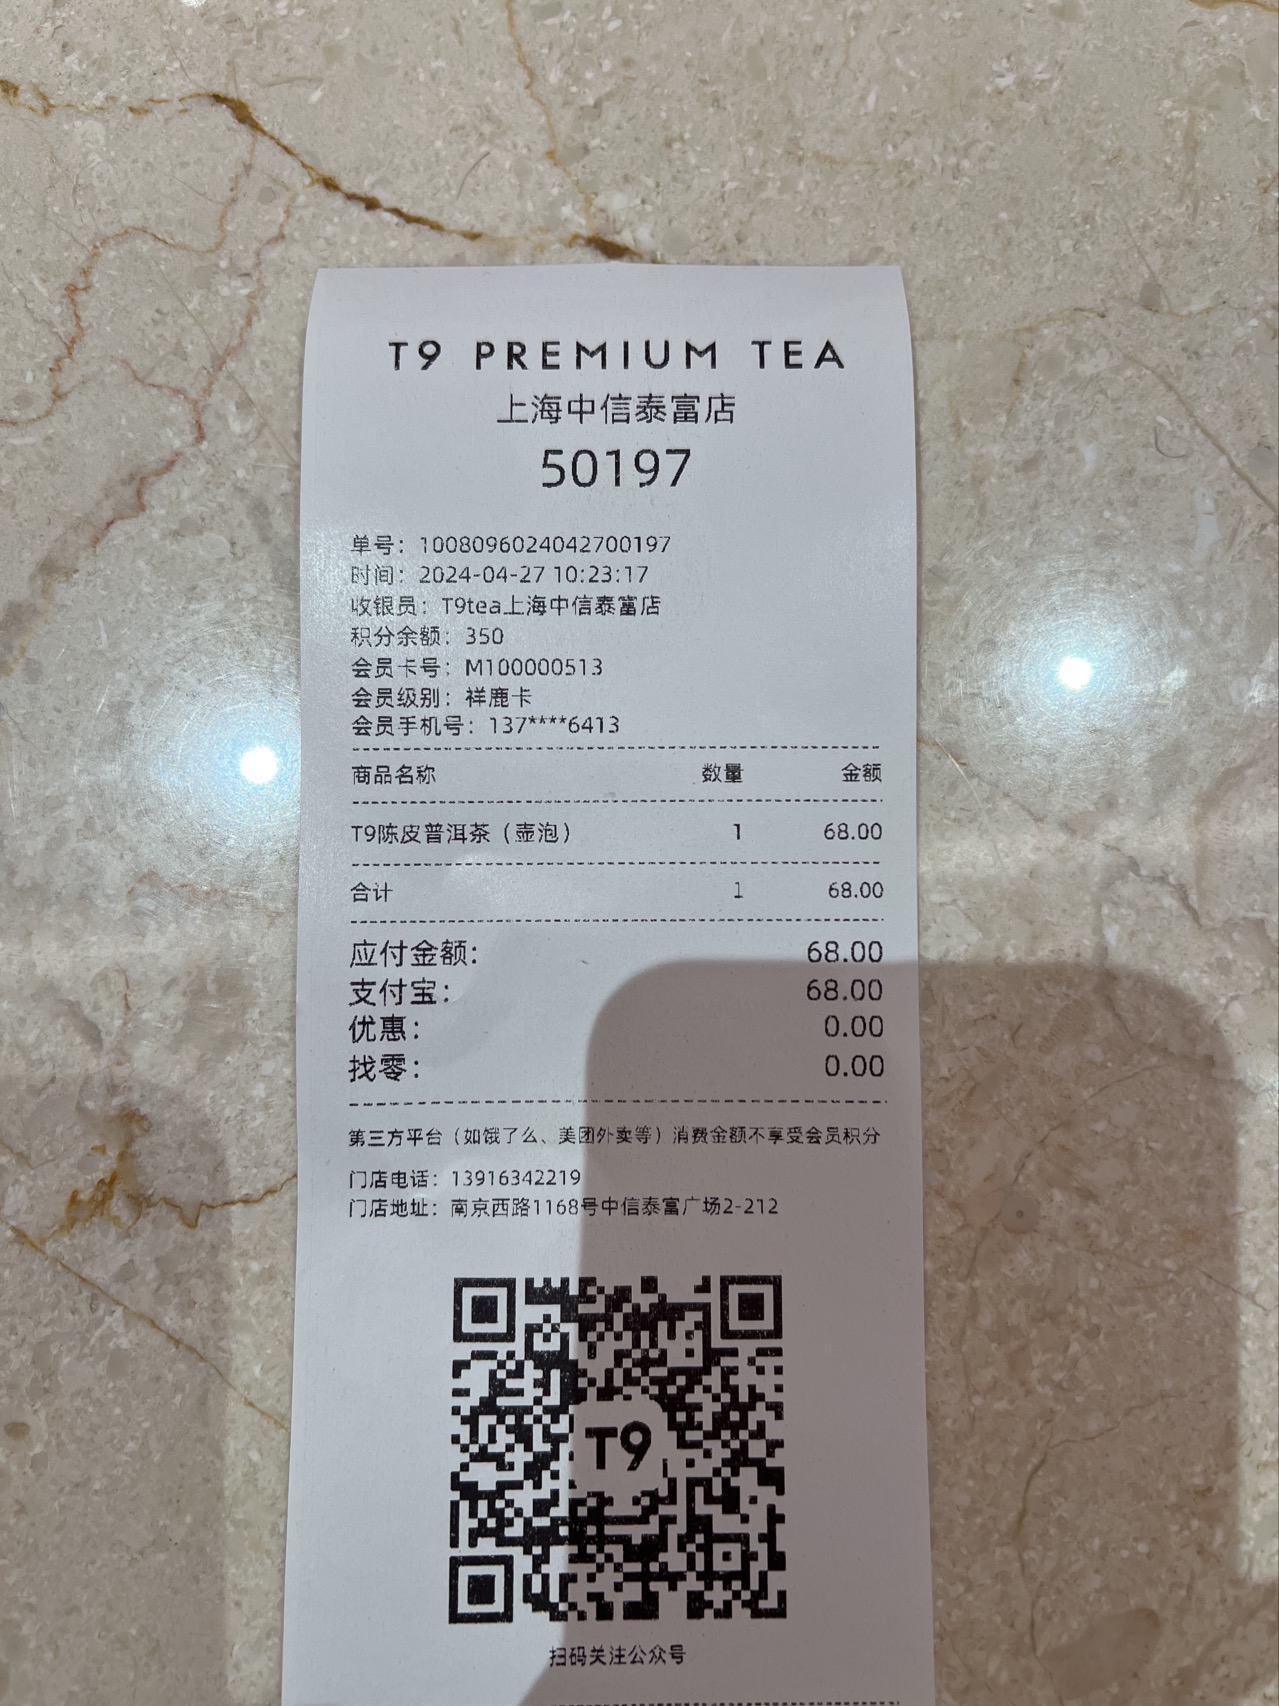 T9 PREMIUM TEA
上海中信泰富店
50197
单号：1008096024042700197
时间：2024-04-27 10:23:17
收银员：T9tea上海中信泰富店
积分余额：350
会员卡号：M100000513
会员级别：祥鹿卡
会员手机号：137****6413
商品名称 数量 金额
T9陈皮普洱茶（壶泡） 1 68.00
合计 1 68.00
应付金额: 68.00
支付宝: 68.00
优惠: 0.00
找零: 0.00
第三方平台（如饿了么、美团外卖等）消费金额不享受会员积分
门店电话：13916342219
门店地址：南京西路1168号中信泰富广场2-212
T9
扫码关注公众号